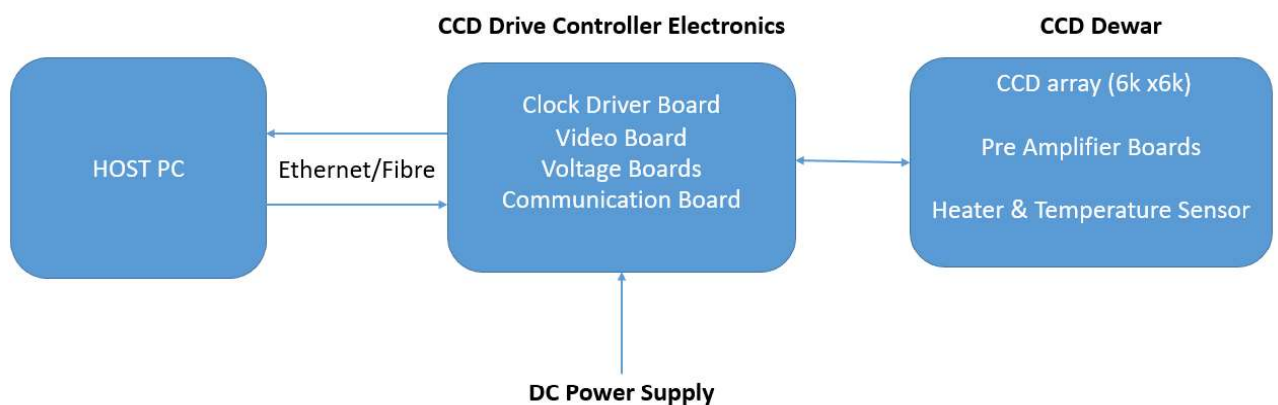 CCD Drive Controller Electronics
CCD Dewar
HOST PC
Ethernet/Fibre
Clock Driver Board
Video Board
Voltage Boards
Communication Board
CCD array (6k x6k)
Pre Amplifier Boards
Heater & Temperature Sensor
DC Power Supply